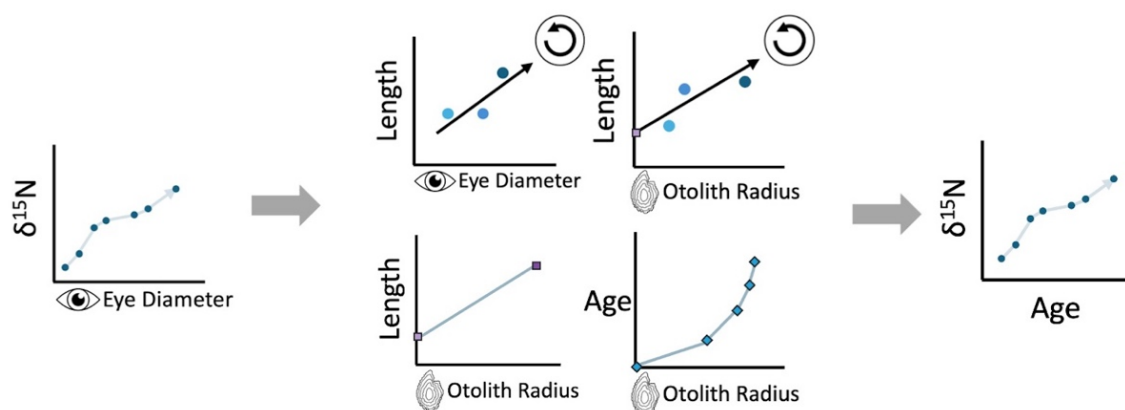 δ¹⁵N
Eye Diameter
Length
Eye Diameter
Length
Otolith Radius
Length
Otolith Radius
Age
Otolith Radius
δ¹⁵N
Age